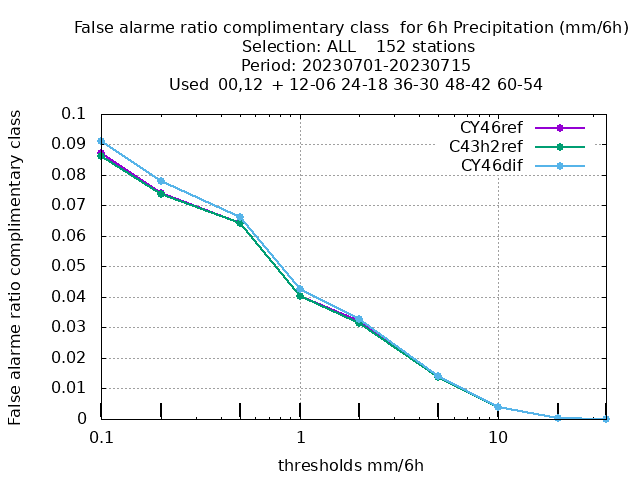 False alarme ratio complimentary class  for 6h Precipitation (mm/6h)
Selection: ALL    152 stations
Period: 20230701-20230715
Used  00,12  + 12-06 24-18 36-30 48-42 60-54
False alarme ratio complimentary class
0.1
0.09
0.08
0.07
0.06
0.05
0.04
0.03
0.02
0.01
0
CY46ref
C43h2ref
CY46dif
0.1 1 10
thresholds mm/6h